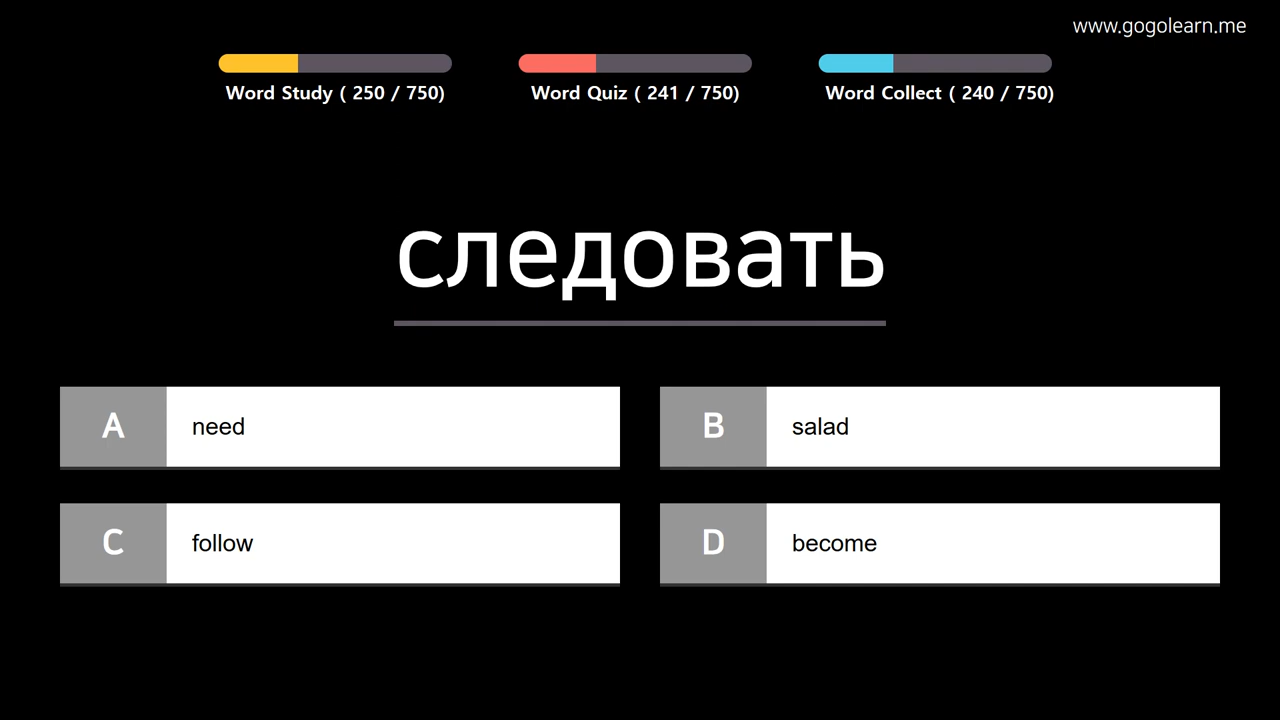 www.gogolearn.me
Word Study ( 250 / 750)
Word Quiz ( 241 / 750)
Word Collect ( 240 / 750)
следовать
A need
B salad
C follow
D become